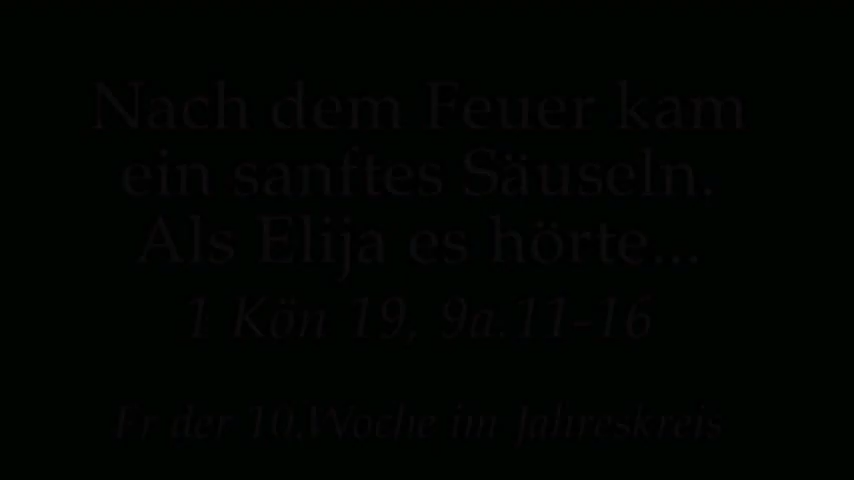 Nach dem Feuer kam
ein sanftes Säuseln.
Als Elija es hörte...
1 Kön 19, 9a.11-16
Fr der 10.Woche im Jahreskreis